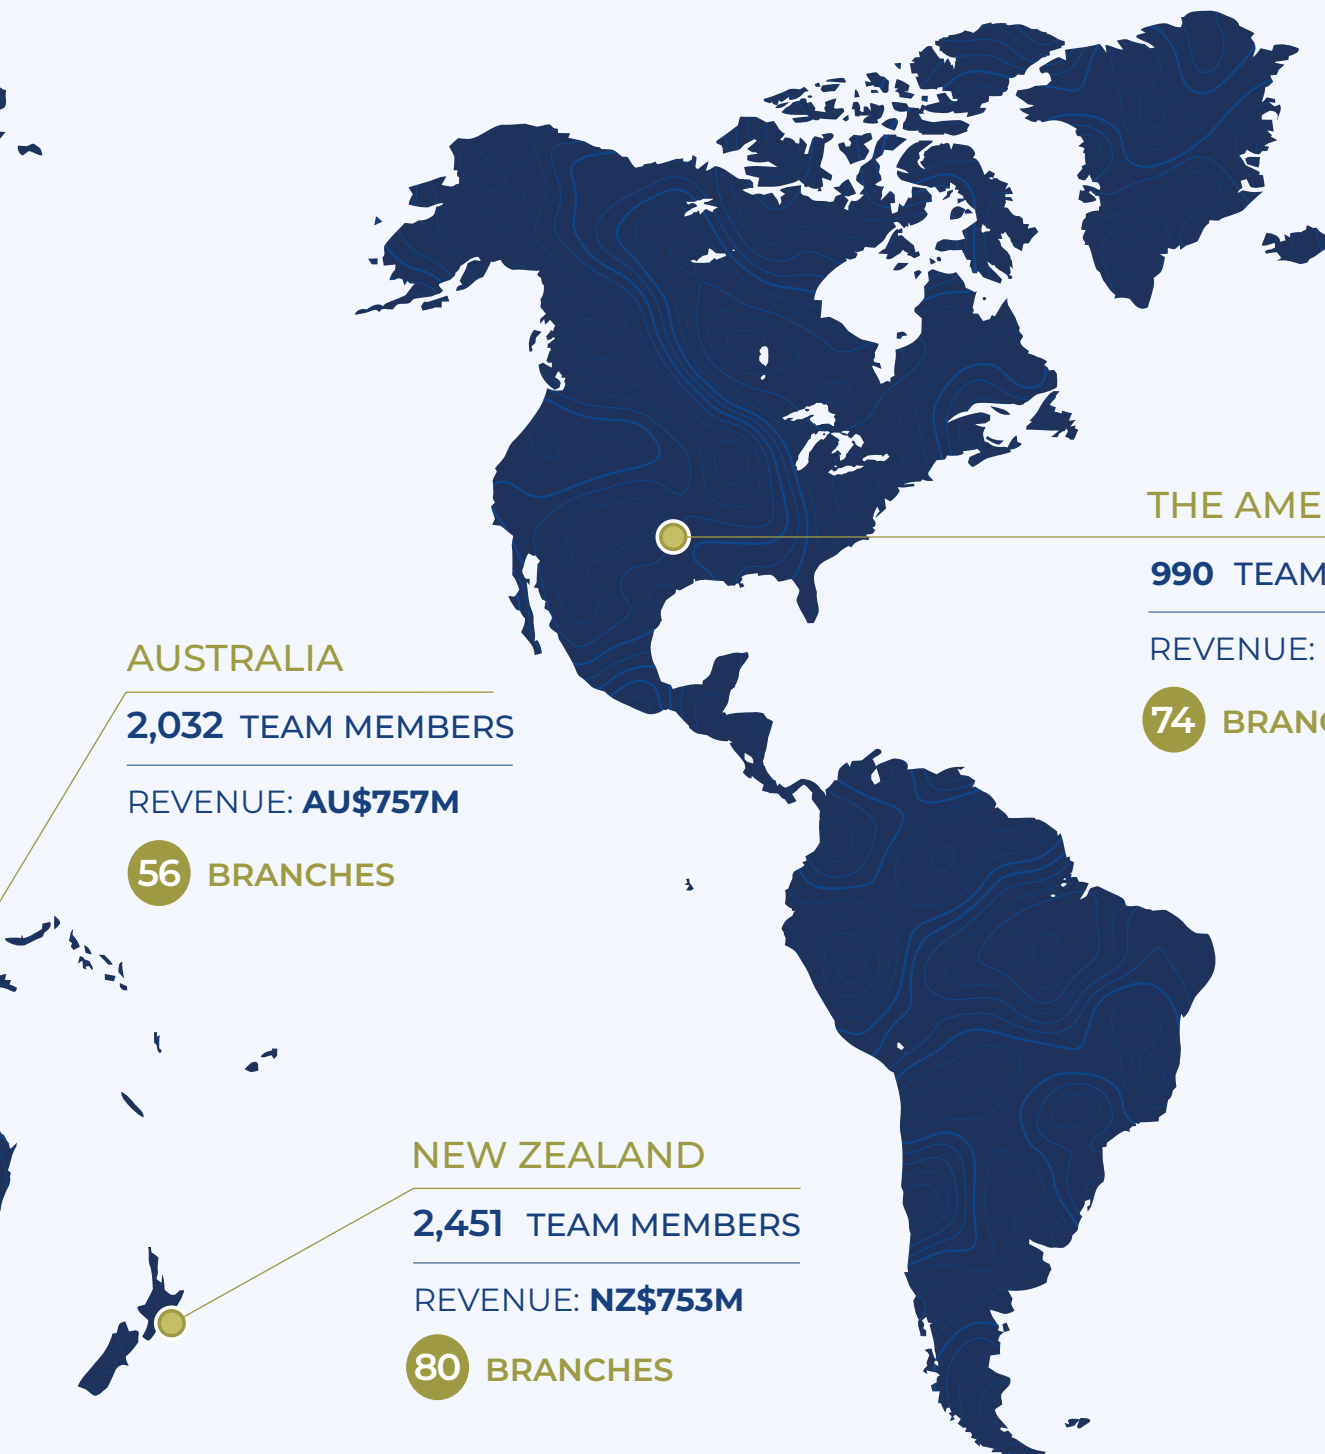 THE AME
990 TEAM
REVENUE:
74 BRANC
AUSTRALIA
2,032 TEAM MEMBERS
REVENUE: AU$757M
56 BRANCHES
NEW ZEALAND
2,451 TEAM MEMBERS
REVENUE: NZ$753M
80 BRANCHES